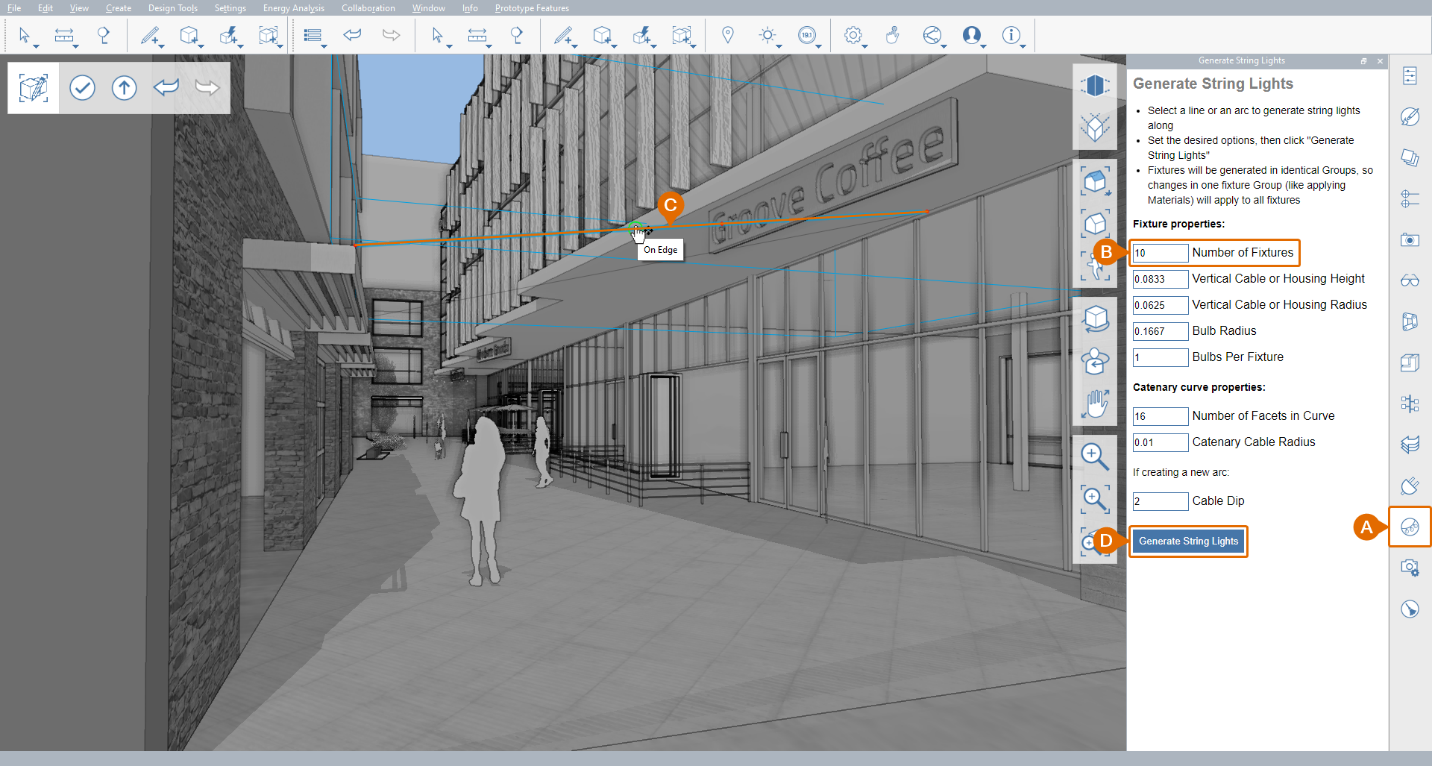 File Edit View Create Design Tools Settings Energy Analysis Collaboration Window Info Prototype Features
181
Generate String Lights
Generate String Lights
• Select a line or an arc to generate string lights
along
• Set the desired options, then click "Generate
String Lights"
• Fixtures will be generated in identical Groups, so
changes in one fixture Group (like applying
Materials) will apply to all fixtures
Fixture properties:
B
10 Number of Fixtures
0.0833 Vertical Cable or Housing Height
0.0625 Vertical Cable or Housing Radius
0.1667 Bulb Radius
1 Bulbs Per Fixture
Catenary curve properties:
16 Number of Facets in Curve
0.01 Catenary Cable Radius
If creating a new arc:
2 Cable Dip
D
Generate String Lights
A
Groove Coffee
C
On Edge